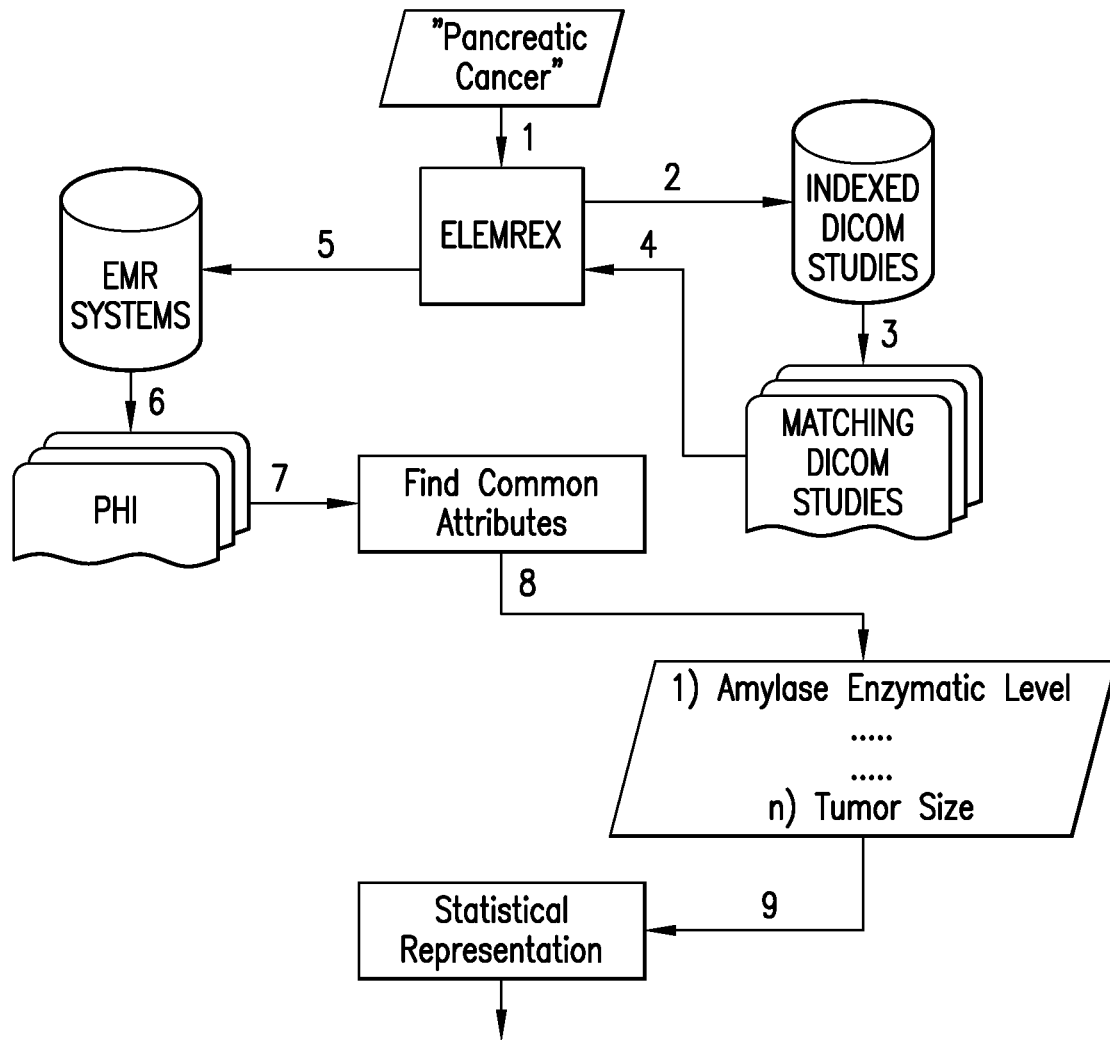 "Pancreatic
Cancer"
1
2
INDEXED
DICOM
STUDIES
ELEMREX
5
4
EMR
SYSTEMS
3
6
MATCHING
DICOM
STUDIES
7
Find Common
Attributes
PHI
8
1) Amylase Enzymatic Level
.....
.....
n) Tumor Size
9
Statistical
Representation